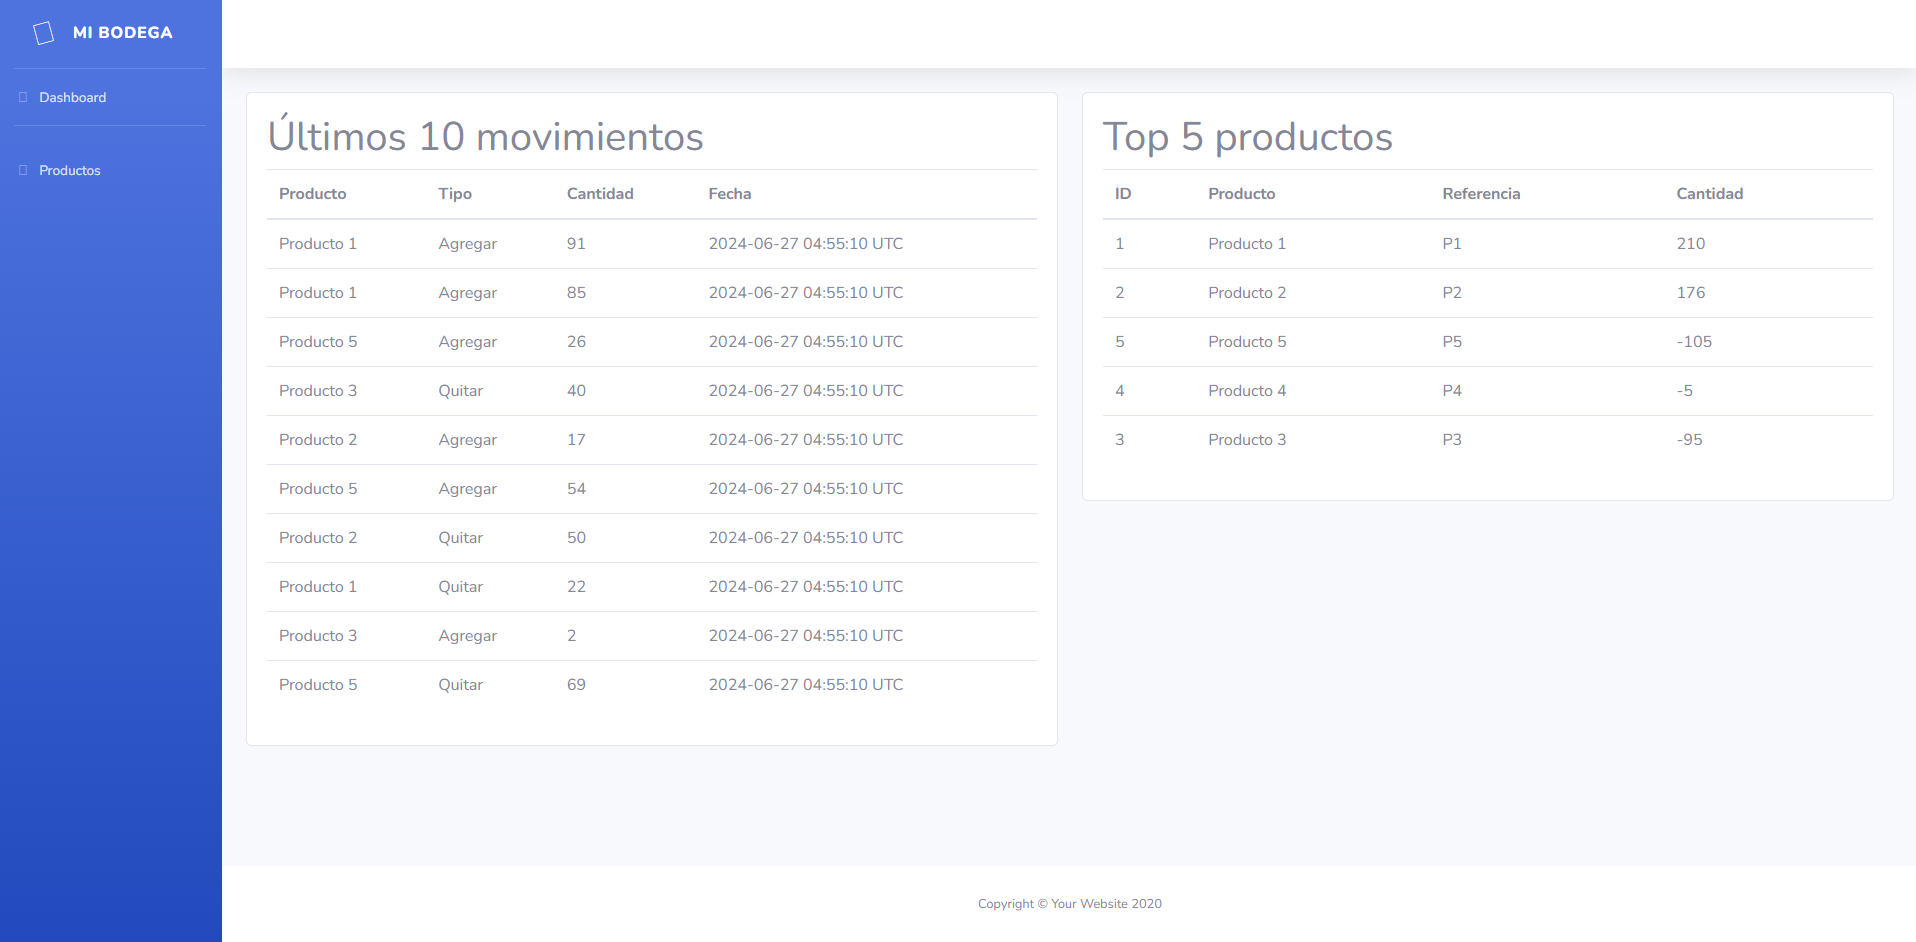 MI BODEGA
Dashboard
Productos
Últimos 10 movimientos
Producto Tipo Cantidad Fecha
Producto 1 Agregar 91 2024-06-27 04:55:10 UTC
Producto 1 Agregar 85 2024-06-27 04:55:10 UTC
Producto 5 Agregar 26 2024-06-27 04:55:10 UTC
Producto 3 Quitar 40 2024-06-27 04:55:10 UTC
Producto 2 Agregar 17 2024-06-27 04:55:10 UTC
Producto 5 Agregar 54 2024-06-27 04:55:10 UTC
Producto 2 Quitar 50 2024-06-27 04:55:10 UTC
Producto 1 Quitar 22 2024-06-27 04:55:10 UTC
Producto 3 Agregar 2 2024-06-27 04:55:10 UTC
Producto 5 Quitar 69 2024-06-27 04:55:10 UTC
Top 5 productos
ID Producto Referencia Cantidad
1 Producto 1 P1 210
2 Producto 2 P2 176
5 Producto 5 P5 -105
4 Producto 4 P4 -5
3 Producto 3 P3 -95
Copyright © Your Website 2020